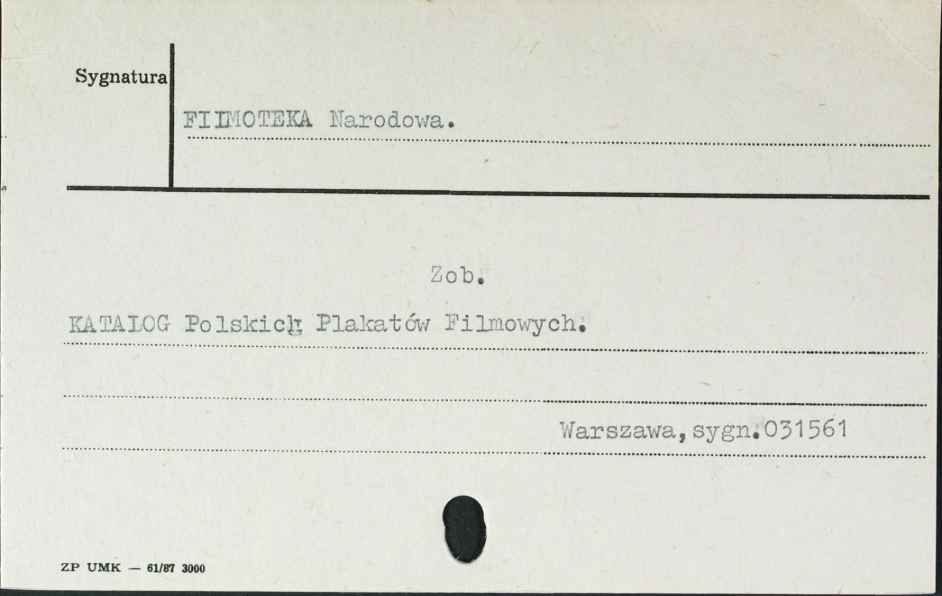 Sygnatura
FILMOTEKA Narodowa.
Zob.
KATALOG Polskich Plakatów Filmowych.
Warszawa, sygn.031561
ZP UMK — 61/87 3000